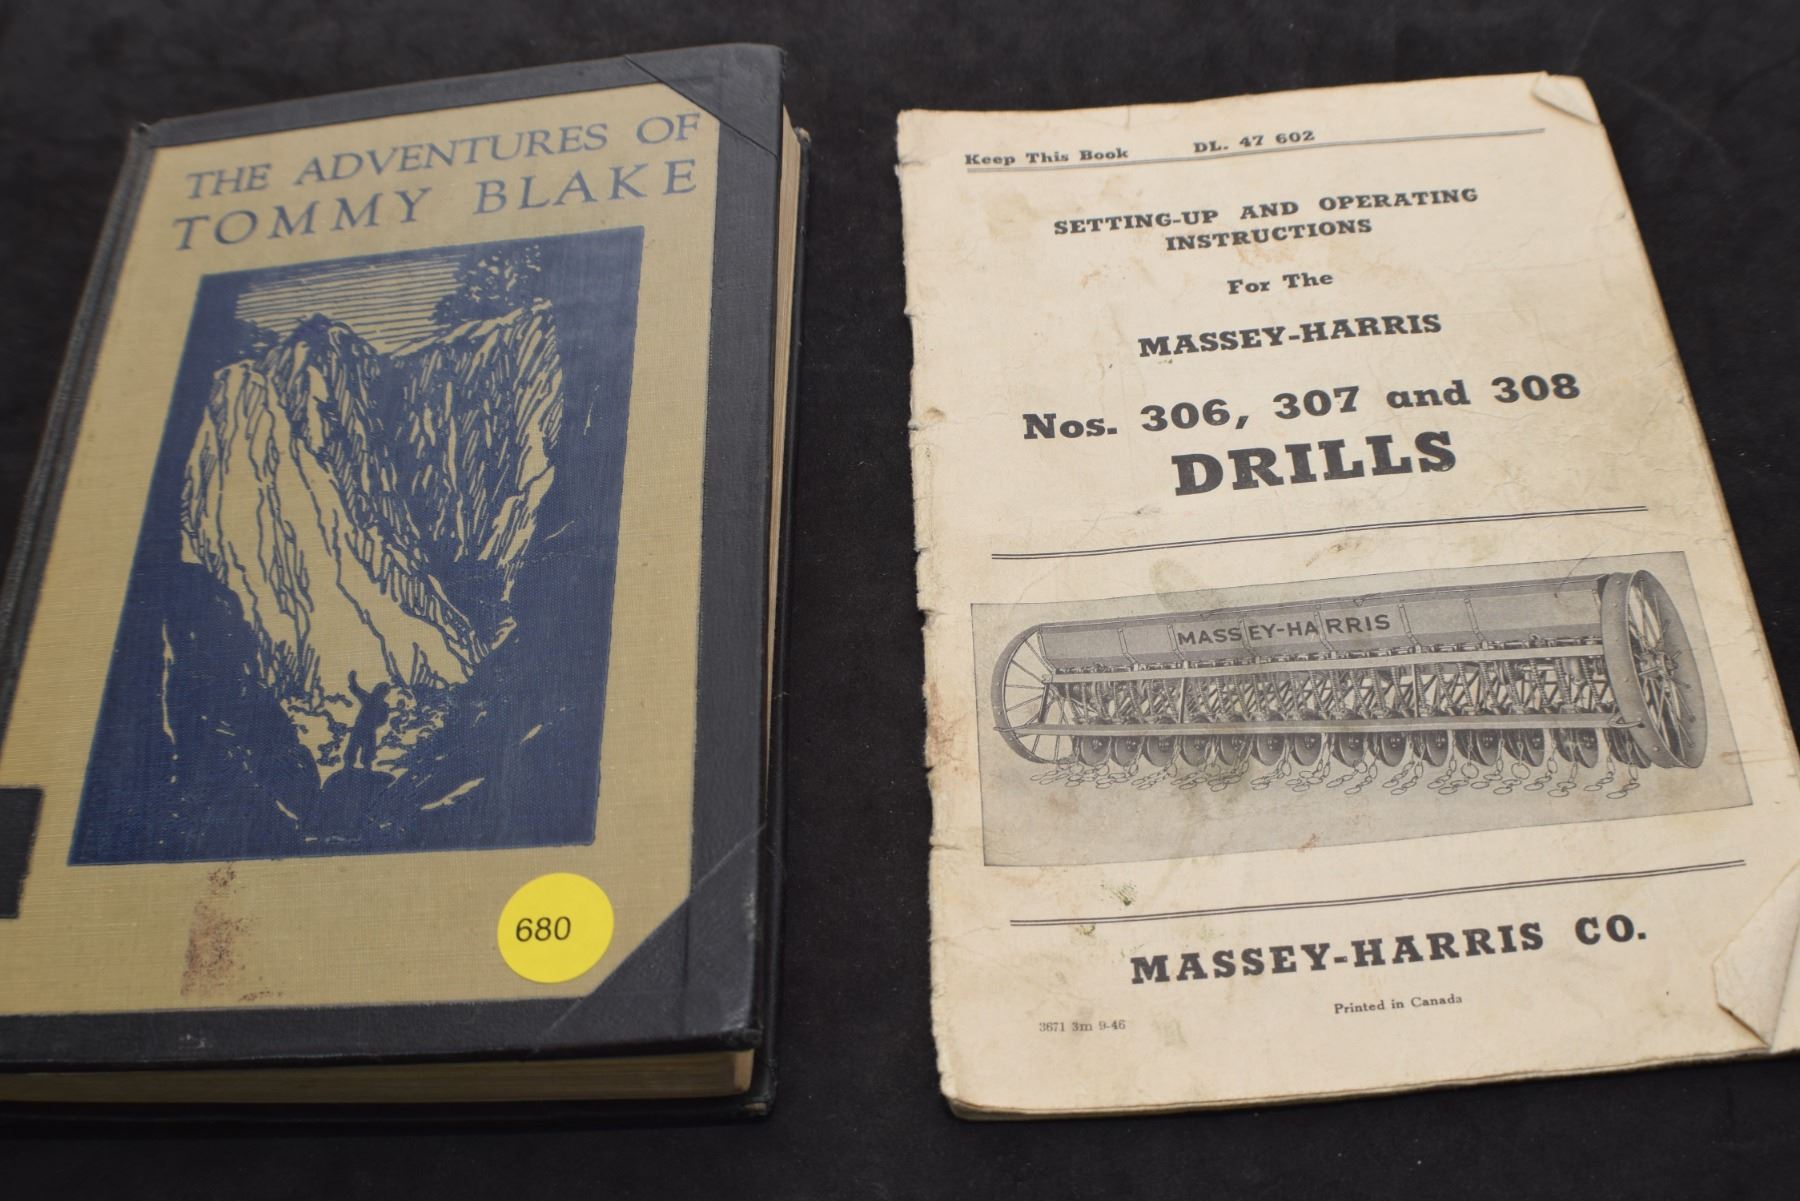 THE ADVENTURES OF
TOMMY BLAKE
680
Keep This Book DL. 47 602
SETTING-UP AND OPERATING
INSTRUCTIONS
For The
MASSEY-HARRIS
Nos. 306, 307 and 308
DRILLS
MASSEY-HARRIS
MASSEY-HARRIS CO.
Printed in Canada
3671 3m 9-46